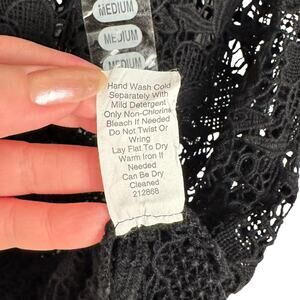 MEDIUM
MEDIUM
MEDIUM
Hand Wash Cold
Separately With
Mild Detergent
Only Non-Chlorine
Bleach If Needed
Do Not Twist Or
Wring
Lay Flat To Dry
Warm Iron If
Needed
Can Be Dry
Cleaned
212868